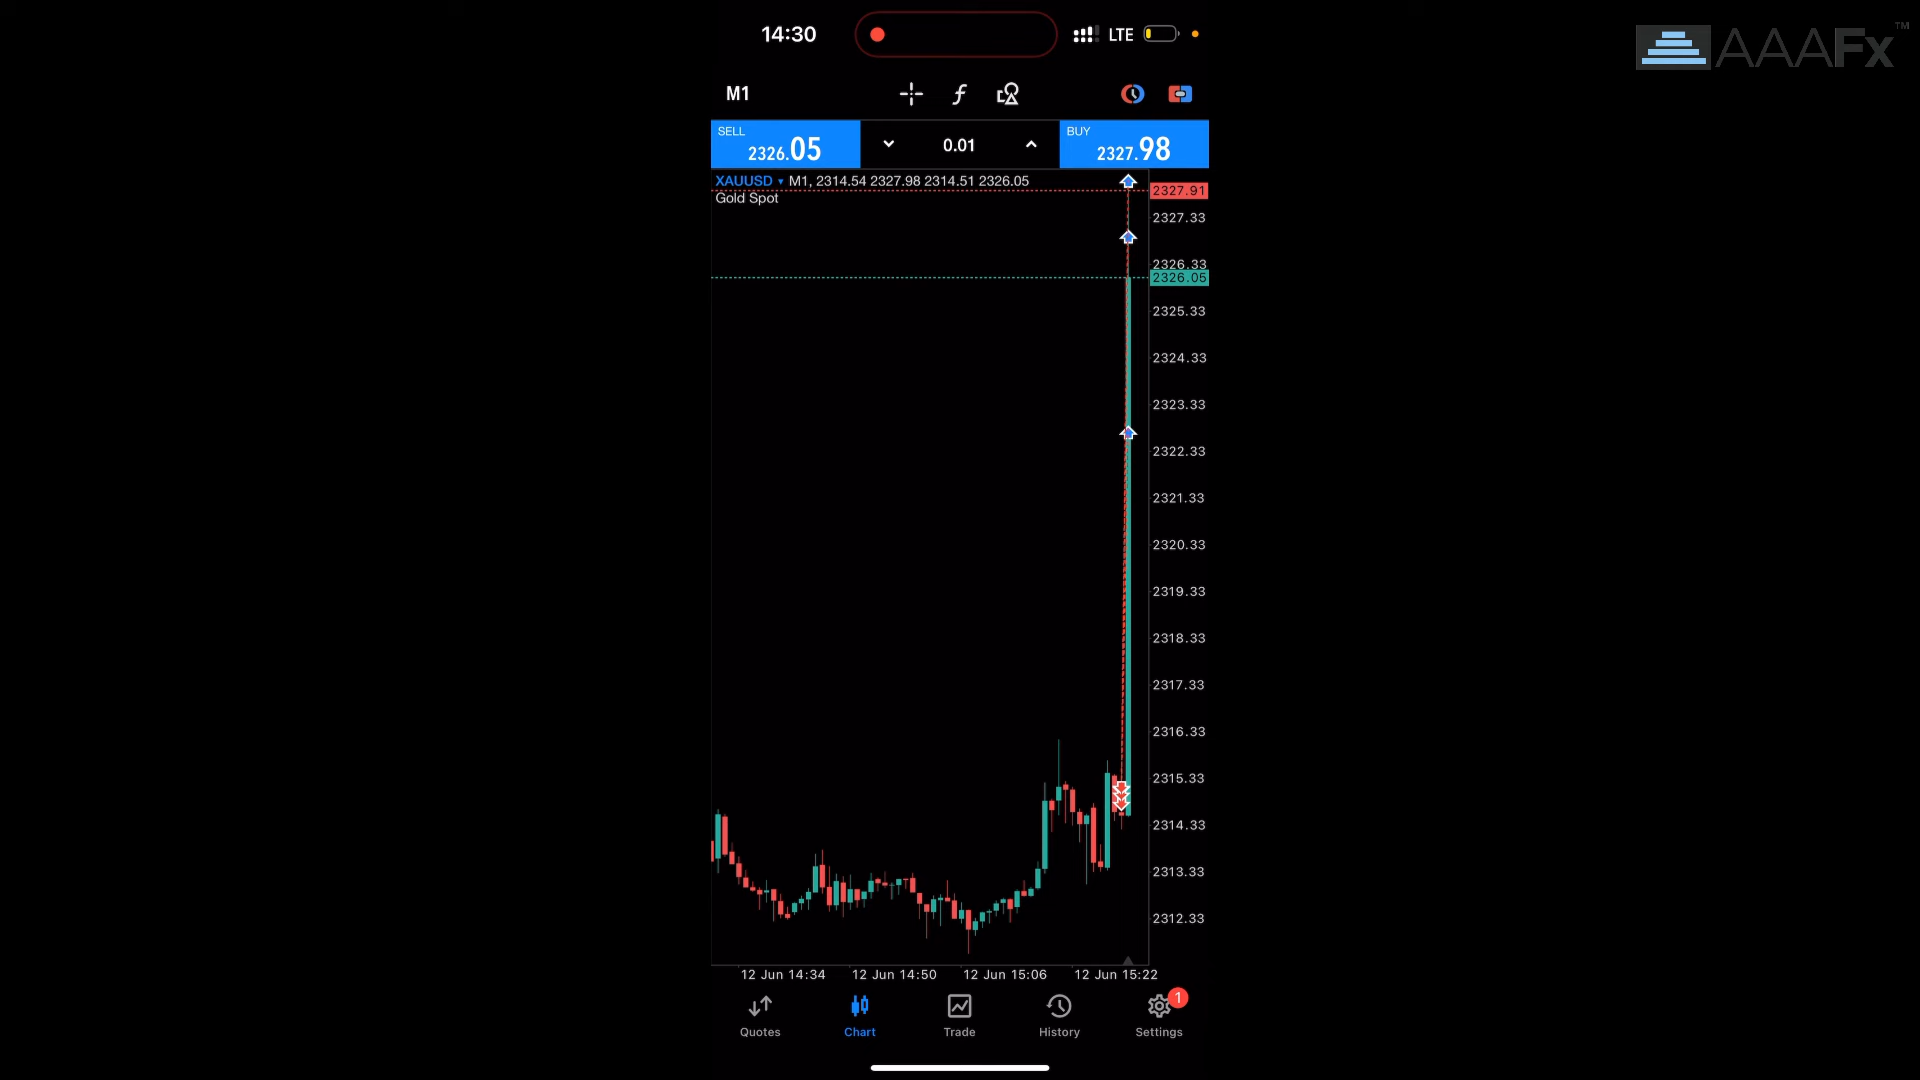 14:30
LTE
AAAFx™
M1
SELL
2326.05
0.01
BUY
2327.98
XAUUSD ▾ M1, 2314.54 2327.98 2314.51 2326.05
Gold Spot
2327.91
2327.33
2326.33
2326.05
2325.33
2324.33
2323.33
2322.33
2321.33
2320.33
2319.33
2318.33
2317.33
2316.33
2315.33
2314.33
2313.33
2312.33
12 Jun 14:34 12 Jun 14:50 12 Jun 15:06 12 Jun 15:22
1
Quotes Chart Trade History Settings